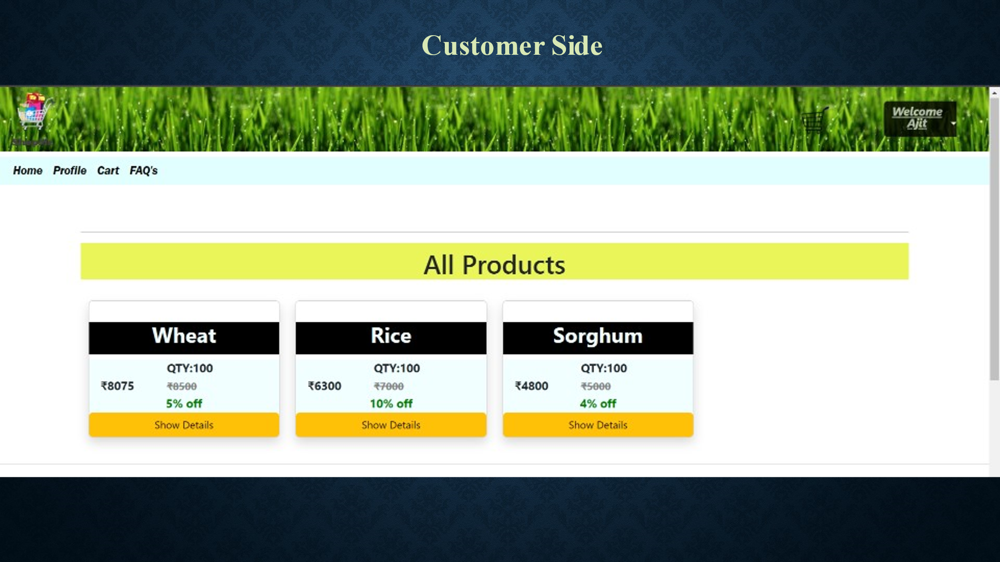 Customer Side
Welcome
Ajit
Home Profile Cart FAQ's
All Products
Wheat
QTY:100
₹8075 ₹8500
5% off
Show Details
Rice
QTY:100
₹6300 ₹7000
10% off
Show Details
Sorghum
QTY:100
₹4800 ₹5000
4% off
Show Details